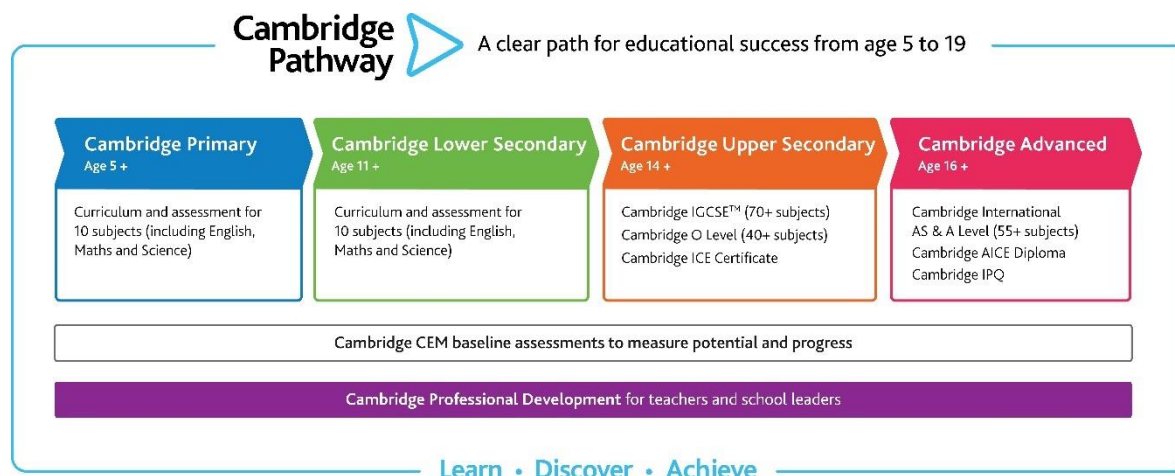 Cambridge
Pathway
A clear path for educational success from age 5 to 19
Cambridge Primary
Age 5 +
Curriculum and assessment for
10 subjects (including English,
Maths and Science)
Cambridge Lower Secondary
Age 11 +
Curriculum and assessment for
10 subjects (including English,
Maths and Science)
Cambridge Upper Secondary
Age 14 +
Cambridge IGCSE™ (70+ subjects)
Cambridge O Level (40+ subjects)
Cambridge ICE Certificate
Cambridge Advanced
Age 16 +
Cambridge International
AS & A Level (55+ subjects)
Cambridge AICE Diploma
Cambridge IPQ
Cambridge CEM baseline assessments to measure potential and progress
Cambridge Professional Development for teachers and school leaders
Learn • Discover • Achieve